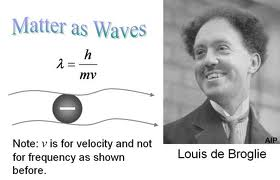 Matter as Waves
λ = h
mv
Note: v is for velocity and not
for frequency as shown
before.
AIP
Louis de Broglie